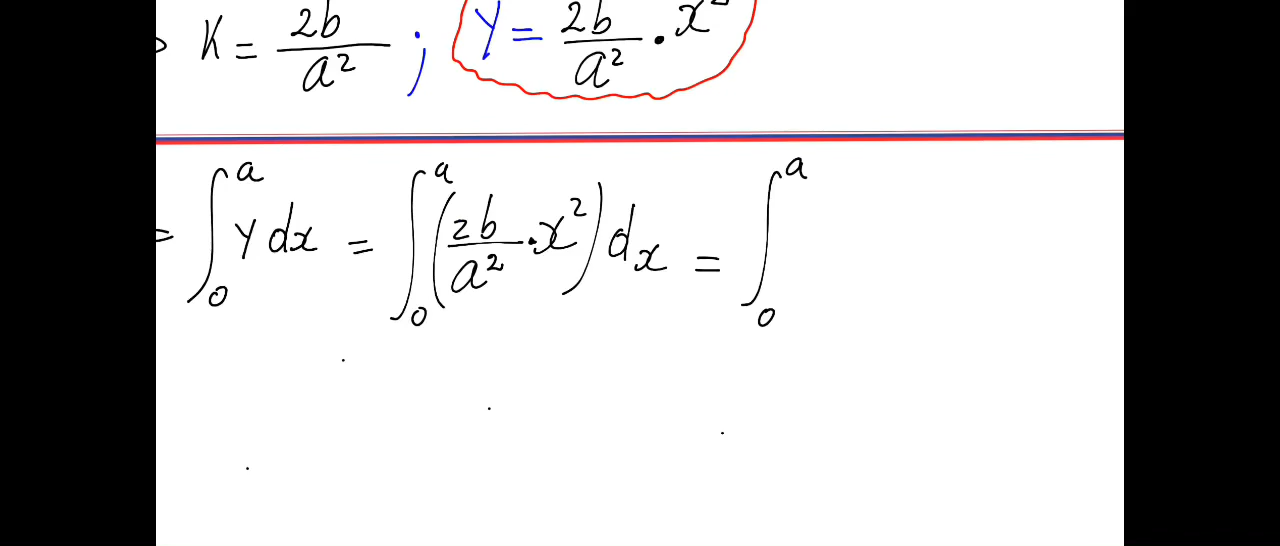 K = 2b/a² ; Y = 2b/a² · x²
= ∫₀ᵃ Y dx = ∫₀ᵃ (2b/a² · x²) dx = ∫₀ᵃ